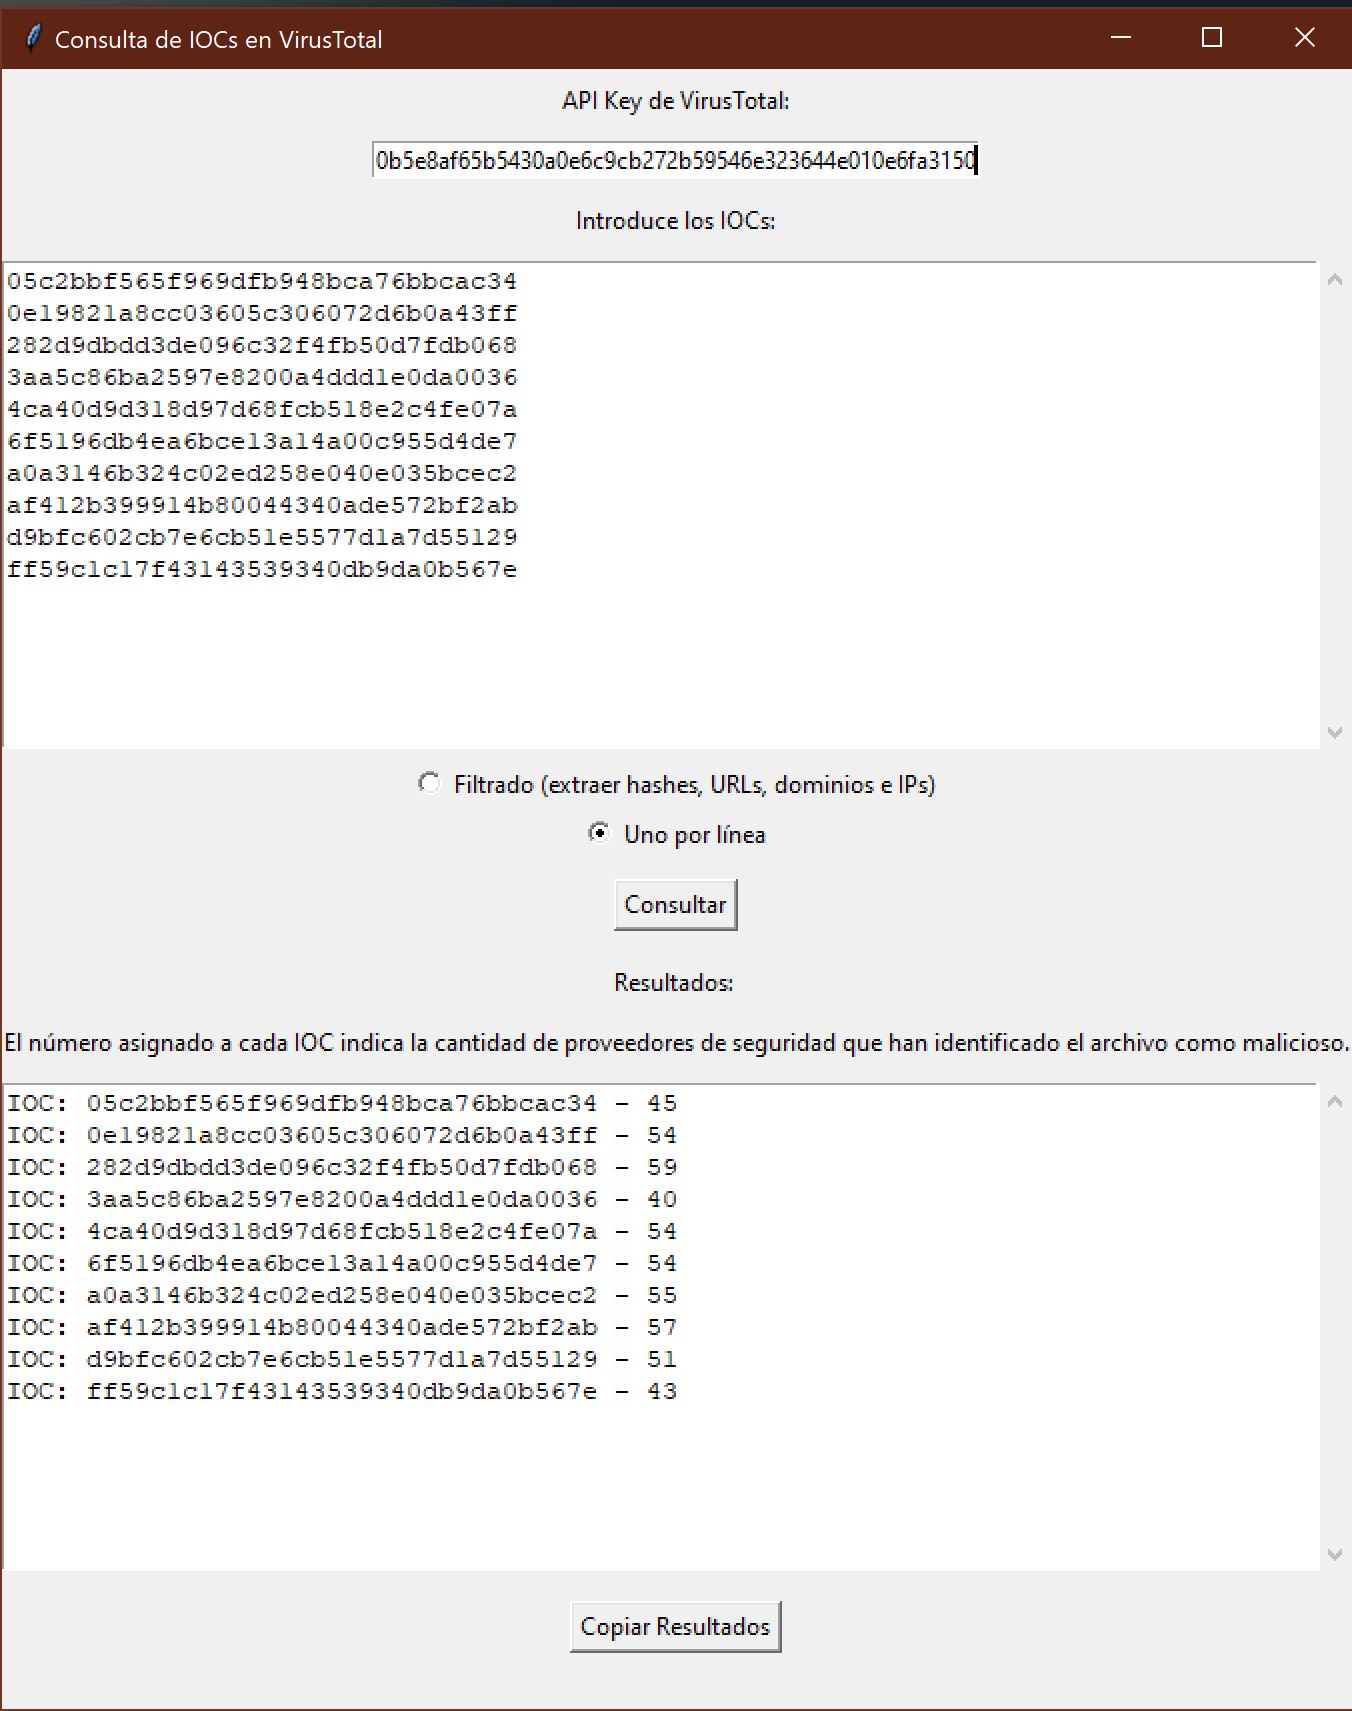 Consulta de IOCs en VirusTotal
API Key de VirusTotal:
0b5e8af65b5430a0e6c9cb272b59546e323644e010e6fa3150
Introduce los IOCs:
05c2bbf565f969dfb948bca76bbcac34
0e19821a8cc03605c306072d6b0a43ff
282d9dbdd3de096c32f4fb50d7fdb068
3aa5c86ba2597e8200a4ddd1e0da0036
4ca40d9d318d97d68fcb518e2c4fe07a
6f5196db4ea6bce13a14a00c955d4de7
a0a3146b324c02ed258e040e035bcec2
af412b399914b80044340ade572bf2ab
d9bfc602cb7e6cb51e5577d1a7d55129
ff59c1c17f43143539340db9da0b567e
Filtrado (extraer hashes, URLs, dominios e IPs)
Uno por línea
Consultar
Resultados:
El número asignado a cada IOC indica la cantidad de proveedores de seguridad que han identificado el archivo como malicioso.
IOC: 05c2bbf565f969dfb948bca76bbcac34 - 45
IOC: 0e19821a8cc03605c306072d6b0a43ff - 54
IOC: 282d9dbdd3de096c32f4fb50d7fdb068 - 59
IOC: 3aa5c86ba2597e8200a4ddd1e0da0036 - 40
IOC: 4ca40d9d318d97d68fcb518e2c4fe07a - 54
IOC: 6f5196db4ea6bce13a14a00c955d4de7 - 54
IOC: a0a3146b324c02ed258e040e035bcec2 - 55
IOC: af412b399914b80044340ade572bf2ab - 57
IOC: d9bfc602cb7e6cb51e5577d1a7d55129 - 51
IOC: ff59c1c17f43143539340db9da0b567e - 43
Copiar Resultados